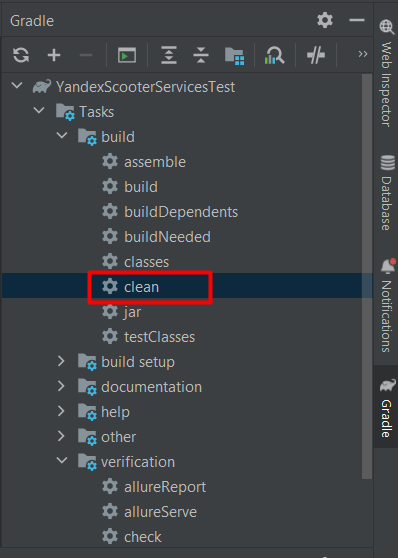 Gradle
YandexScooterServicesTest
Tasks
build
assemble
build
buildDependents
buildNeeded
classes
clean
jar
testClasses
build setup
documentation
help
other
verification
allureReport
allureServe
check
Web Inspector
Database
Notifications
Gradle